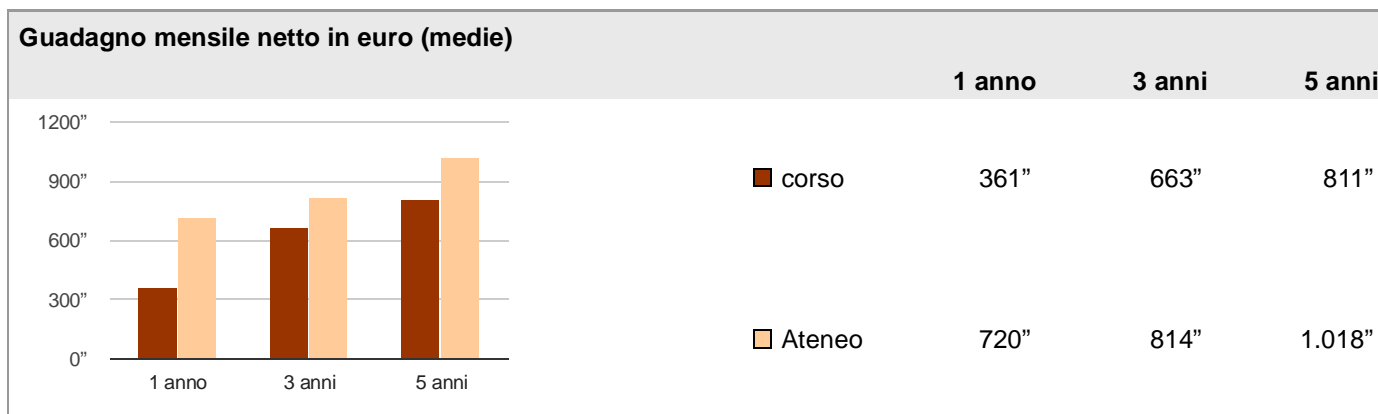 Guadagno mensile netto in euro (medie)
1 anno 3 anni 5 anni
1200”
900”
600”
300”
0”
1 anno 3 anni 5 anni
corso 361” 663” 811”
Ateneo 720” 814” 1.018”